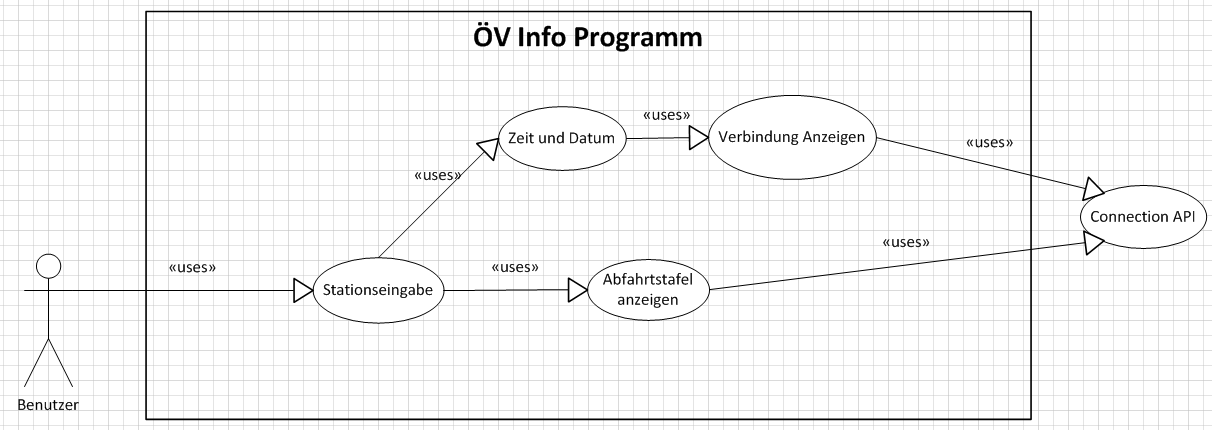 ÖV Info Programm
«uses»
Zeit und Datum
Verbindung Anzeigen
«uses»
«uses»
Connection API
«uses»
«uses»
«uses»
Stationseingabe
Abfahrtstafel
anzeigen
Benutzer